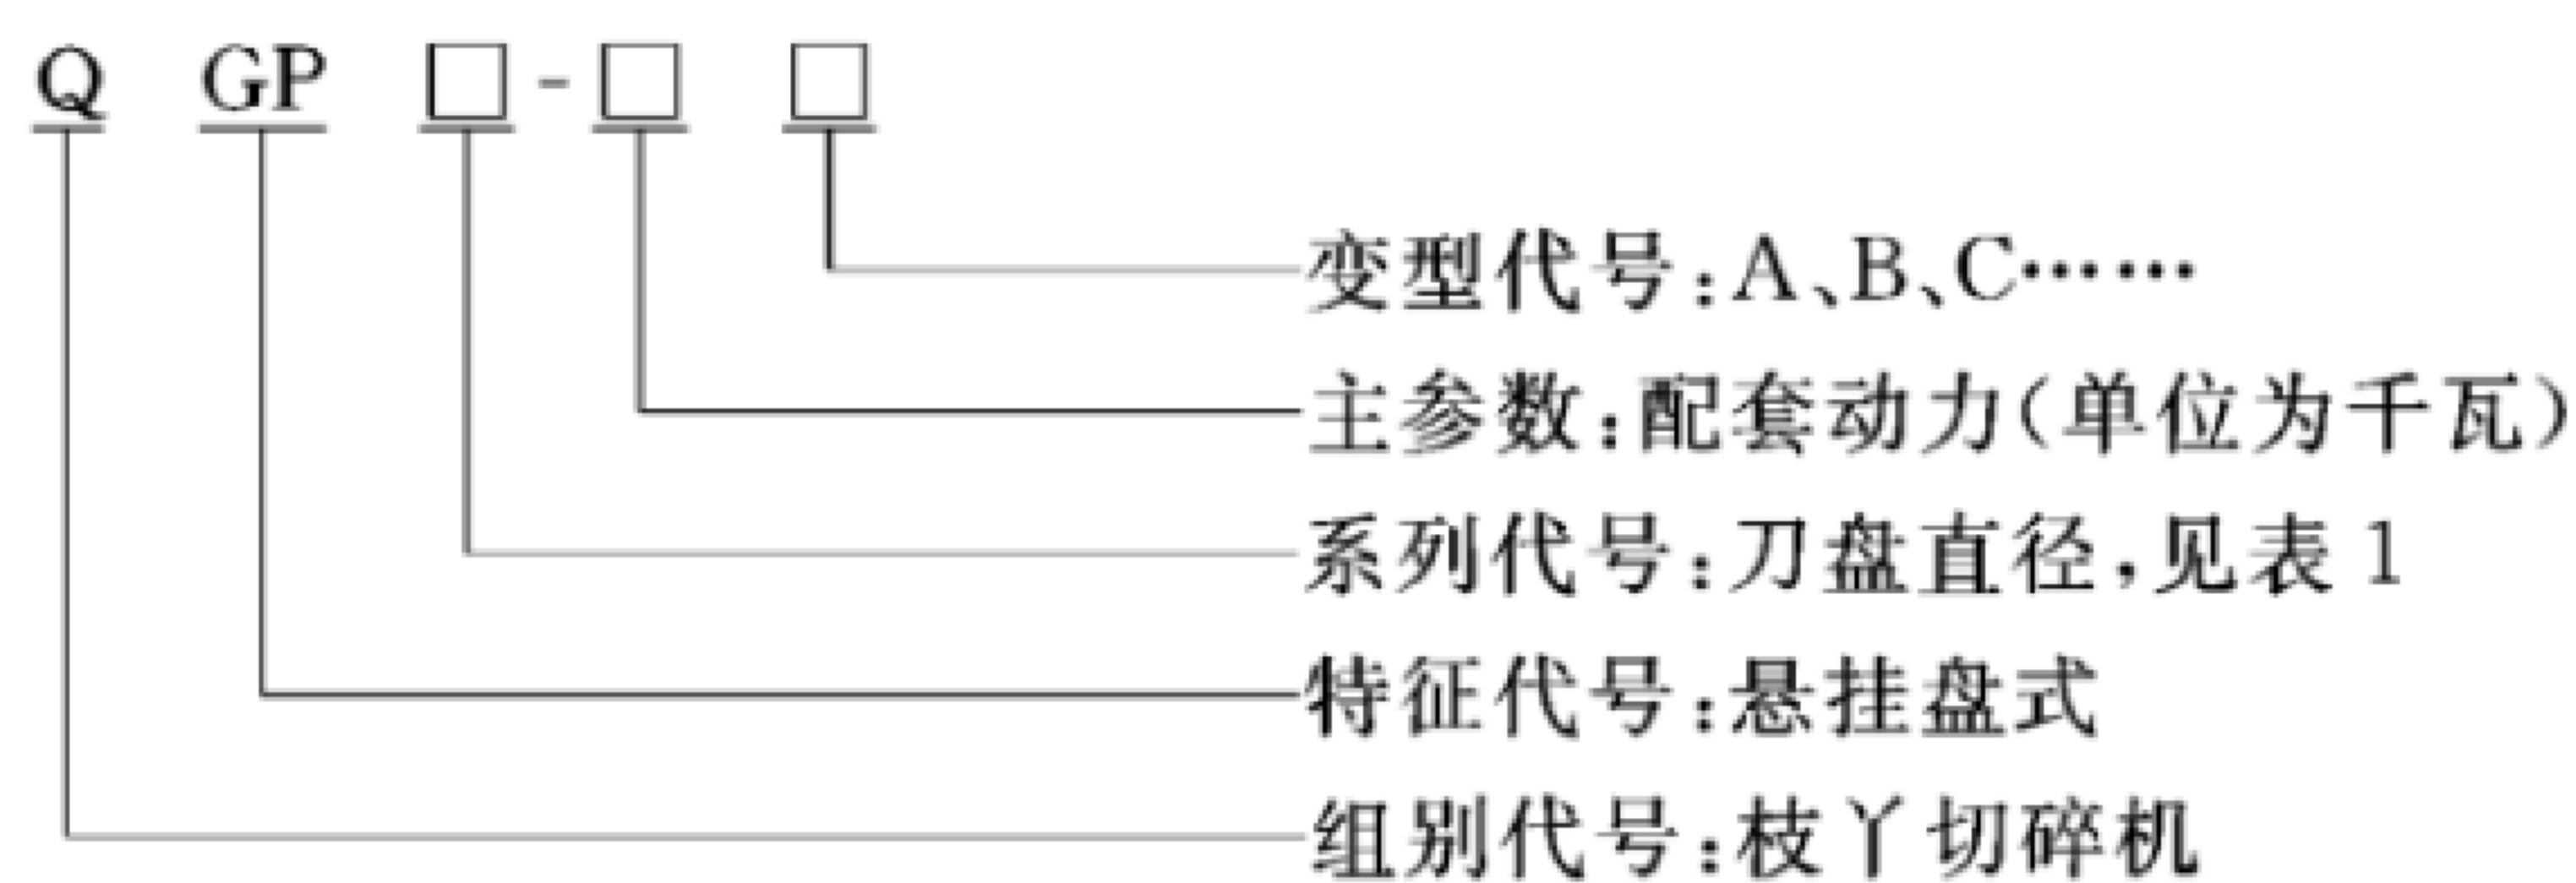 Q GP □-□ □
变型代号:A、B、C……
主参数:配套动力(单位为千瓦)
系列代号:刀盘直径,见表1
特征代号:悬挂盘式
组别代号:枝丫切碎机